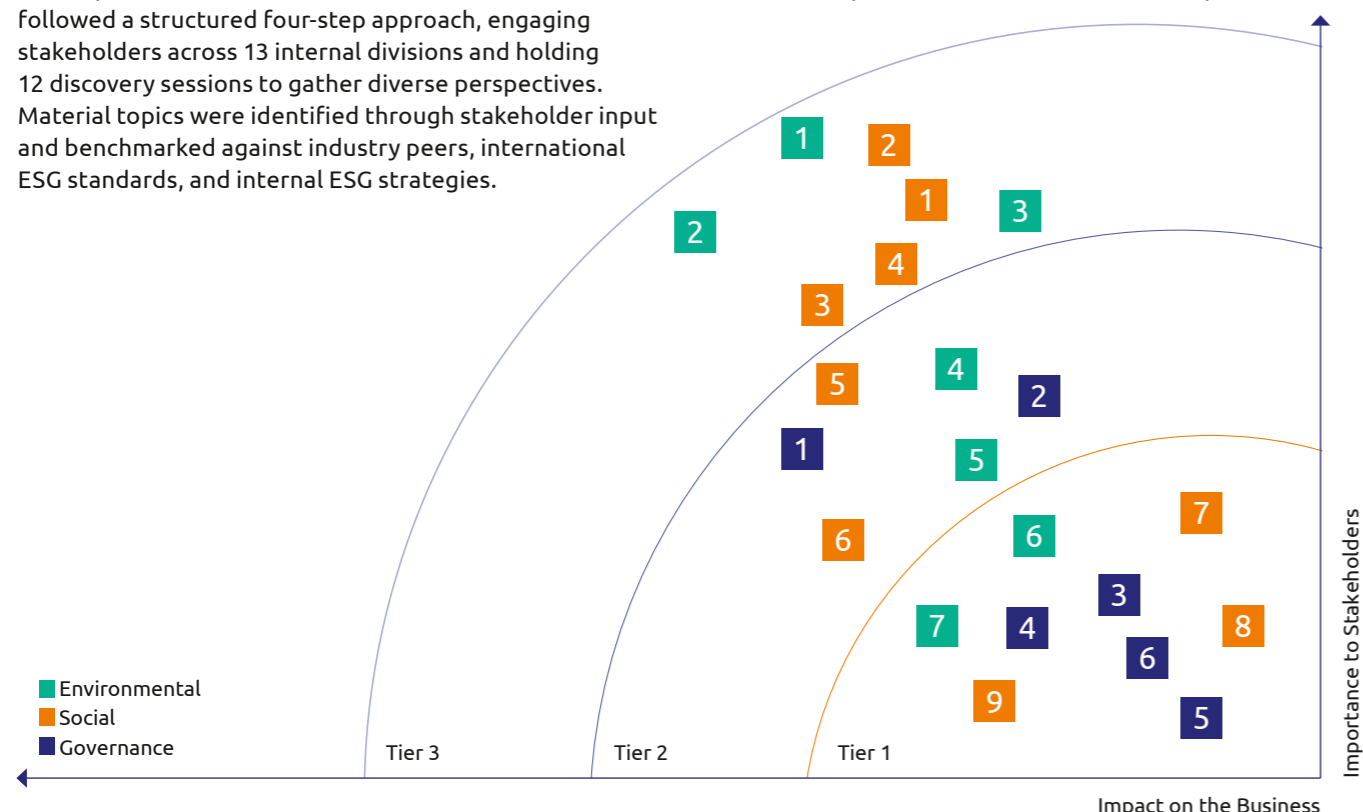 followed a structured four-step approach, engaging
stakeholders across 13 internal divisions and holding
12 discovery sessions to gather diverse perspectives.
Material topics were identified through stakeholder input
and benchmarked against industry peers, international
ESG standards, and internal ESG strategies.
1
2
1
3
2
4
3
5
4
2
1
5
6
7
6
3
7
4
8
6
9
5
Environmental
Social
Governance
Tier 3
Tier 2
Tier 1
Importance to Stakeholders
Impact on the Business